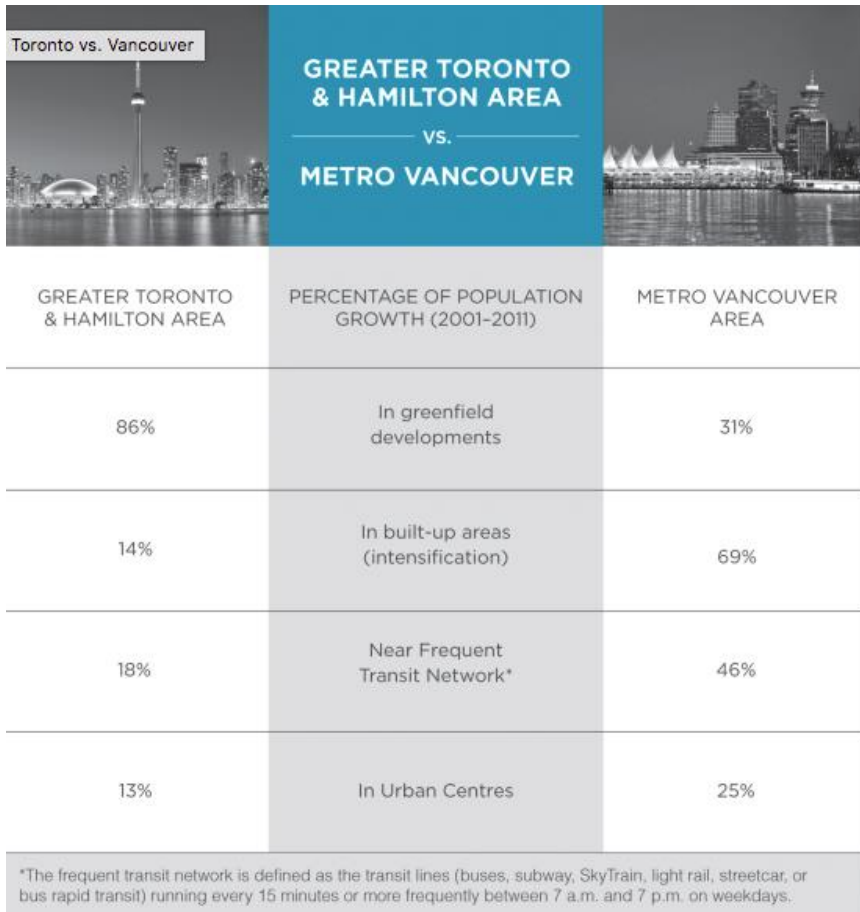 Toronto vs. Vancouver
GREATER TORONTO
& HAMILTON AREA
VS.
METRO VANCOUVER
GREATER TORONTO
& HAMILTON AREA
PERCENTAGE OF POPULATION
GROWTH (2001–2011)
METRO VANCOUVER
AREA
86%
In greenfield
developments
31%
14%
In built-up areas
(intensification)
69%
18%
Near Frequent
Transit Network*
46%
13%
In Urban Centres
25%
*The frequent transit network is defined as the transit lines (buses, subway, SkyTrain, light rail, streetcar, or
bus rapid transit) running every 15 minutes or more frequently between 7 a.m. and 7 p.m. on weekdays.